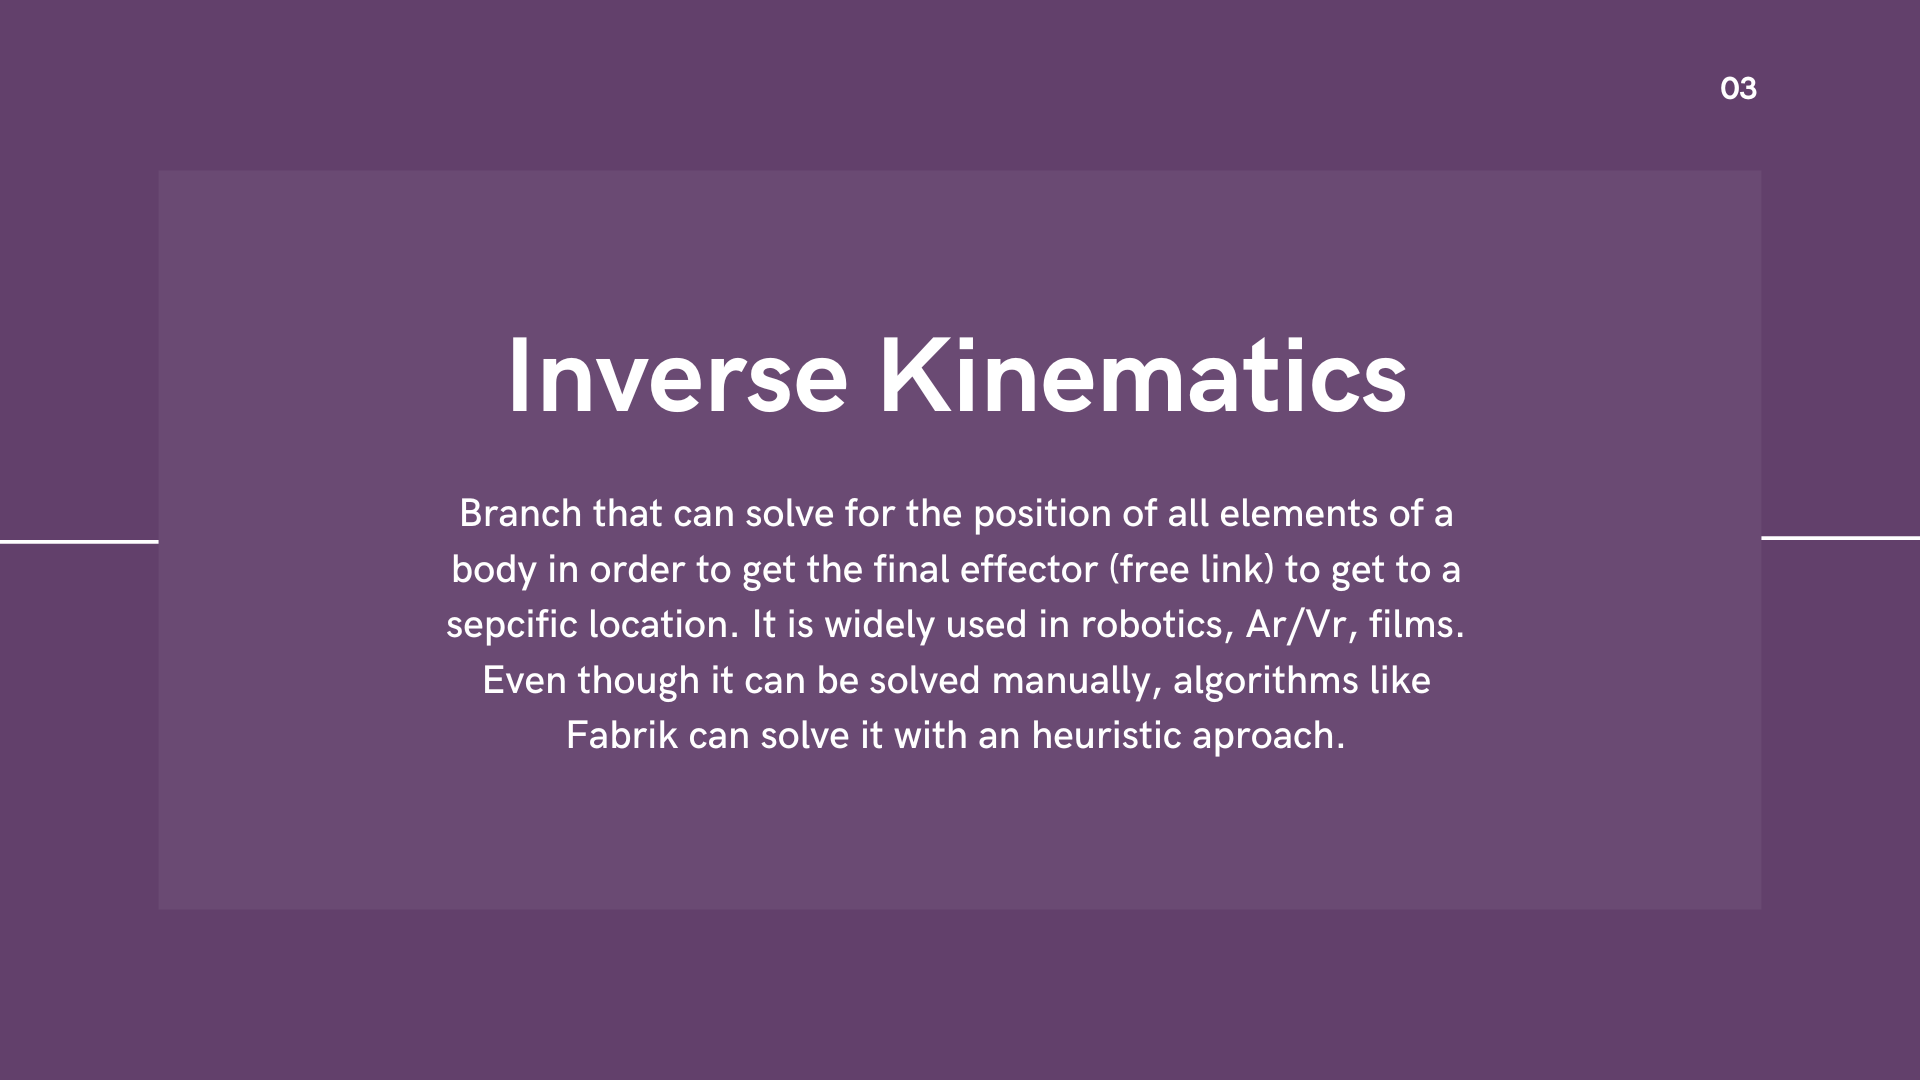 03
Inverse Kinematics
Branch that can solve for the position of all elements of a
body in order to get the final effector (free link) to get to a
sepcific location. It is widely used in robotics, Ar/Vr, films.
Even though it can be solved manually, algorithms like
Fabrik can solve it with an heuristic aproach.